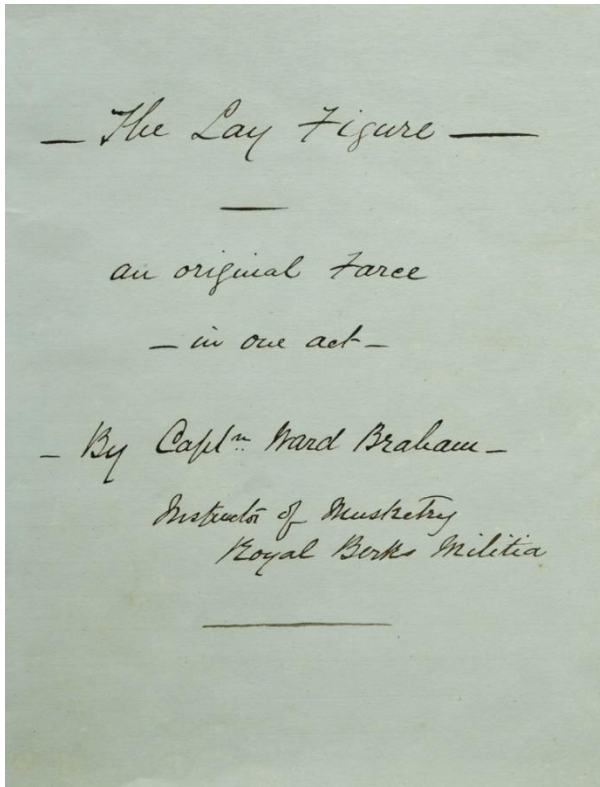 — The Lay Figure —
an original Farce
— in one act —
— By Captn. Ward Braham —
Instructor of Musketry
Royal Berks Militia